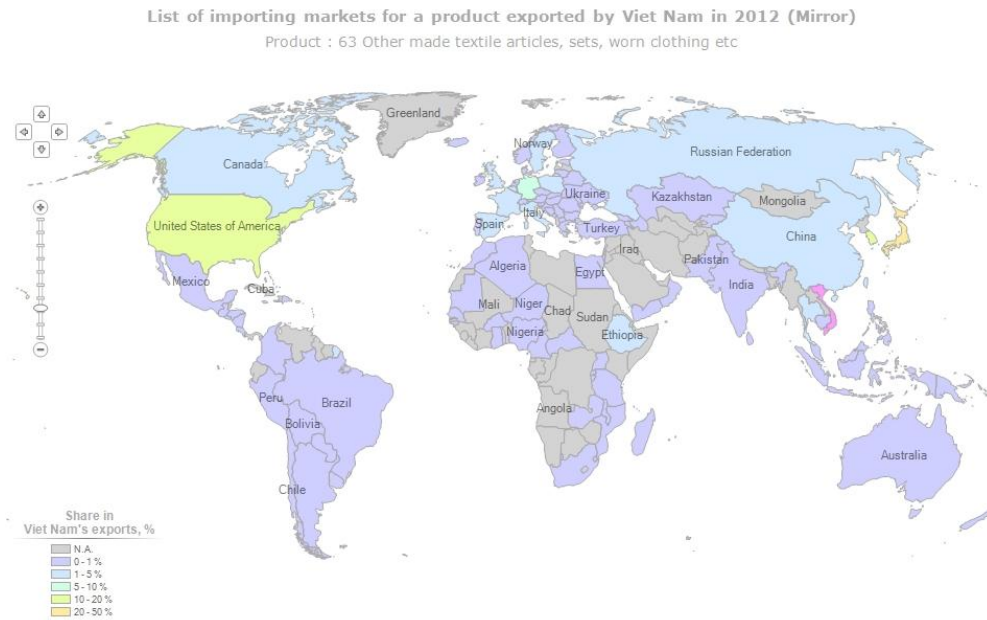 List of importing markets for a product exported by Viet Nam in 2012 (Mirror)
Product : 63 Other made textile articles, sets, worn clothing etc
Greenland
Norway
Canada
Russian Federation
Ukraine
Kazakhstan
Mongolia
United States of America
Spain
Italy
Turkey
China
Iraq
Pakistan
Algeria
Egypt
India
Mexico
Cuba
Mali
Niger
Chad
Sudan
Nigeria
Ethiopia
Peru
Brazil
Angola
Bolivia
Australia
Chile
Share in
Viet Nam's exports, %
N.A.
0 - 1 %
1 - 5 %
5 - 10 %
10 - 20 %
20 - 50 %